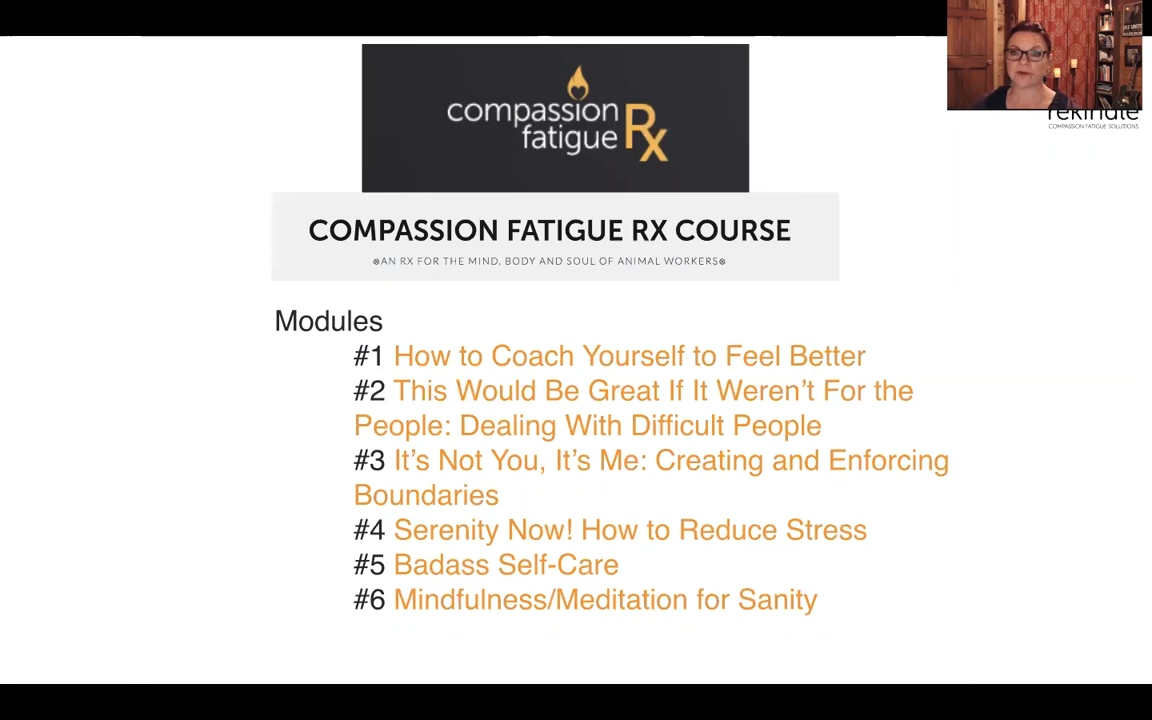 compassion
fatigue Rx
rekindle
COMPASSION FATIGUE SOLUTIONS
COMPASSION FATIGUE RX COURSE
⊗AN RX FOR THE MIND, BODY AND SOUL OF ANIMAL WORKERS⊗
Modules
#1 How to Coach Yourself to Feel Better
#2 This Would Be Great If It Weren’t For the
People: Dealing With Difficult People
#3 It’s Not You, It’s Me: Creating and Enforcing
Boundaries
#4 Serenity Now! How to Reduce Stress
#5 Badass Self-Care
#6 Mindfulness/Meditation for Sanity